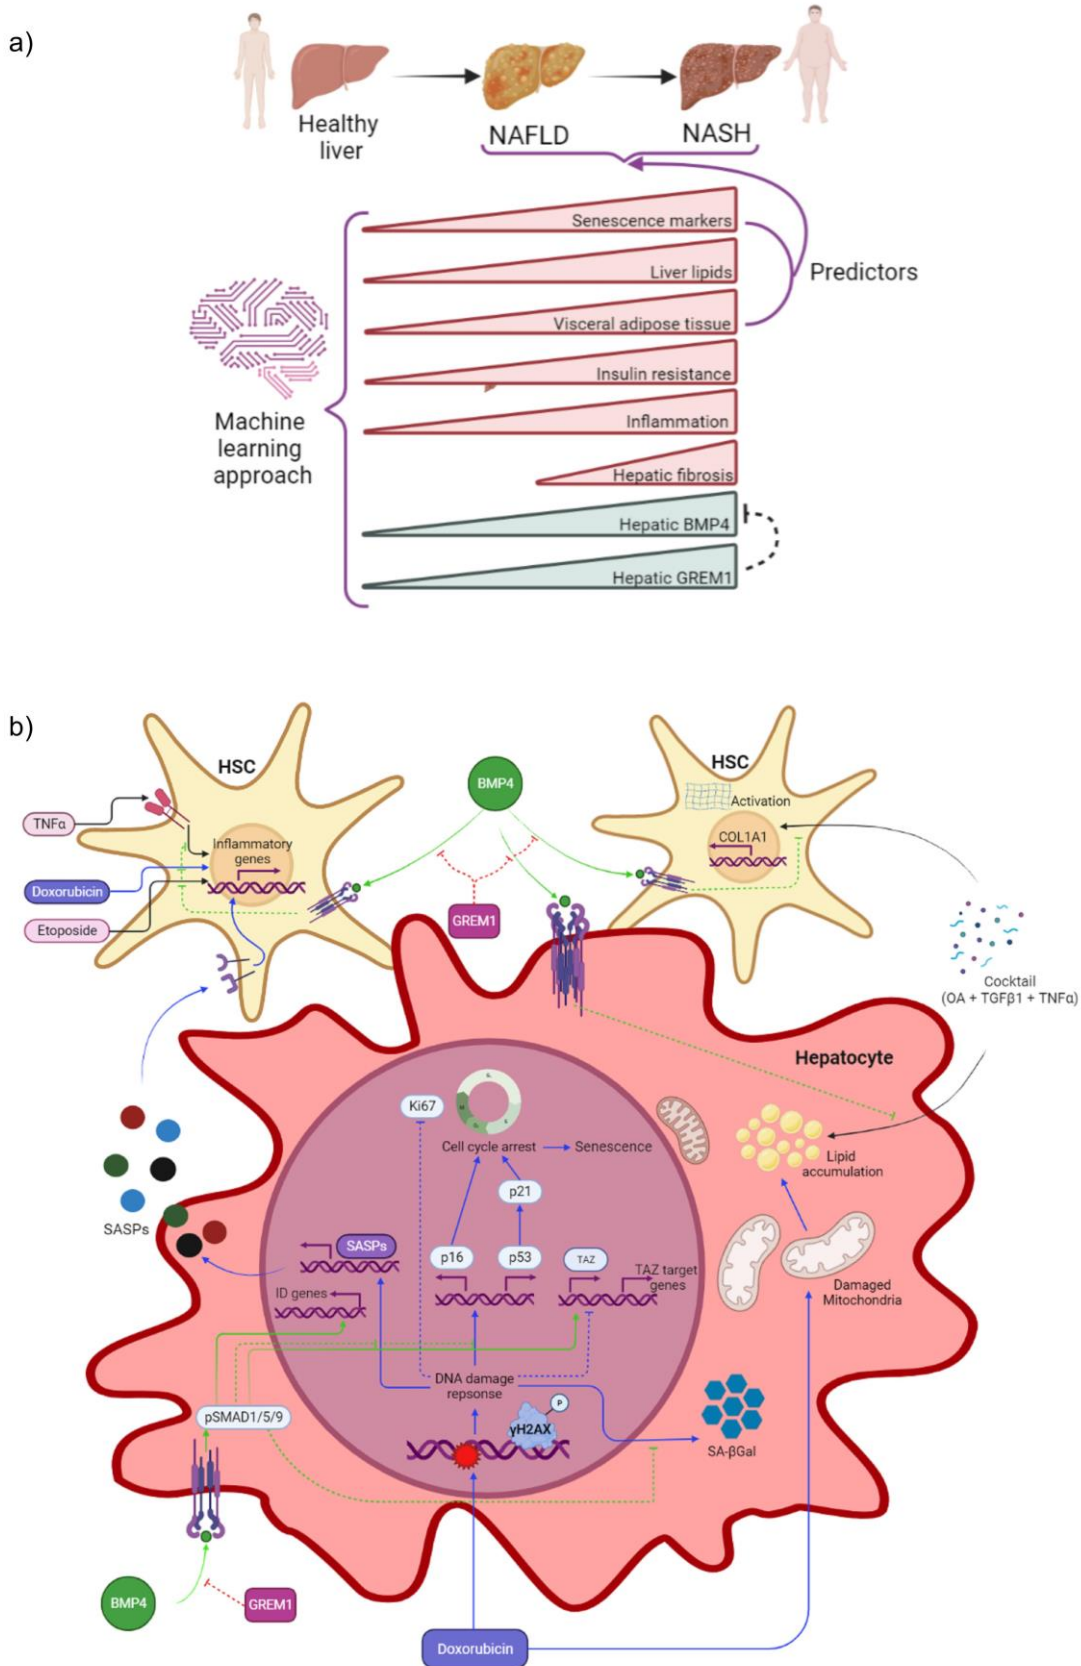 a)
Healthy
liver
NAFLD
NASH
Senescence markers
Liver lipids
Visceral adipose tissue
Insulin resistance
Inflammation
Hepatic fibrosis
Hepatic BMP4
Hepatic GREM1
Predictors
Machine
learning
approach
b)
HSC
BMP4
HSC
TNFα
Inflammatory
genes
Activation
COL1A1
Doxorubicin
Etoposide
GREM1
Cocktail
(OA + TGFβ1 + TNFα)
Hepatocyte
Ki67
Cell cycle arrest
Senescence
Lipid
accumulation
p21
SASPs
SASPs
p16
p53
TAZ
TAZ target
genes
ID genes
Damaged
Mitochondria
DNA damage
repsonse
pSMAD1/5/9
P
γH2AX
SA-βGal
BMP4
GREM1
Doxorubicin